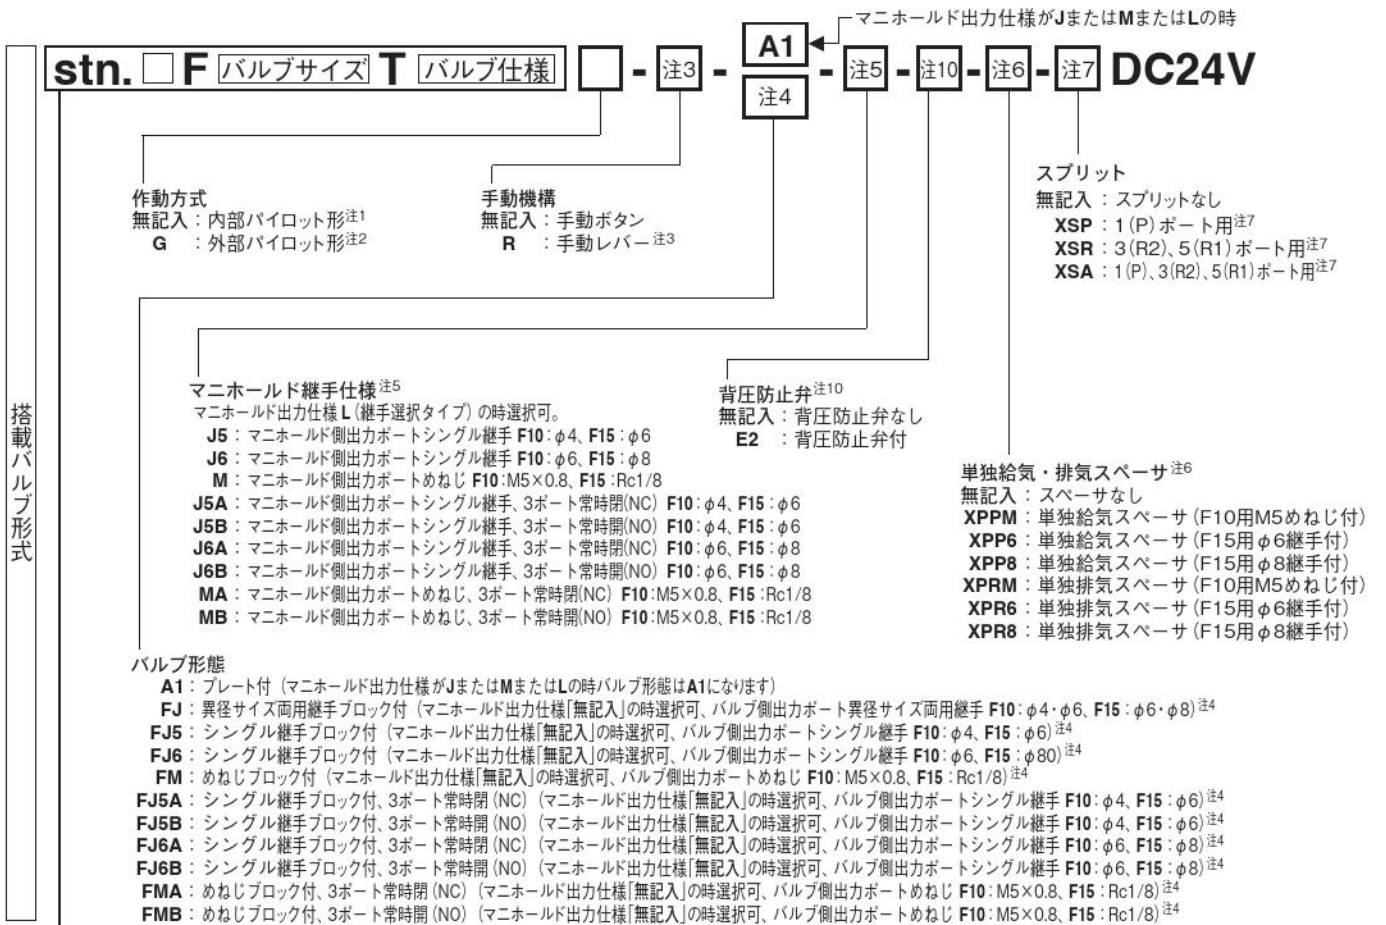 マニホールド出力仕様がJまたはMまたはLの時
stn. □ F バルブサイズ T バルブ仕様 □ - 注3 - A1 注4 - 注5 - 注10 - 注6 - 注7 DC24V
搭載バルブ形式
作動方式
無記入：内部パイロット形注1
G ：外部パイロット形注2
手動機構
無記入：手動ボタン
R ：手動レバー注3
スプリット
無記入：スプリットなし
XSP：1(P)ポート用注7
XSR：3(R2)、5(R1)ポート用注7
XSA：1(P)、3(R2)、5(R1)ポート用注7
マニホールド継手仕様注5
マニホールド出力仕様 L（継手選択タイプ）の時選択可。
J5：マニホールド側出力ポートシングル継手 F10：φ4、F15：φ6
J6：マニホールド側出力ポートシングル継手 F10：φ6、F15：φ8
M：マニホールド側出力ポートめねじ F10：M5×0.8、F15：Rc1/8
J5A：マニホールド側出力ポートシングル継手、3ポート常時閉(NC) F10：φ4、F15：φ6
J5B：マニホールド側出力ポートシングル継手、3ポート常時開(NO) F10：φ4、F15：φ6
J6A：マニホールド側出力ポートシングル継手、3ポート常時閉(NC) F10：φ6、F15：φ8
J6B：マニホールド側出力ポートシングル継手、3ポート常時開(NO) F10：φ6、F15：φ8
MA：マニホールド側出力ポートめねじ、3ポート常時閉(NC) F10：M5×0.8、F15：Rc1/8
MB：マニホールド側出力ポートめねじ、3ポート常時開(NO) F10：M5×0.8、F15：Rc1/8
背圧防止弁注10
無記入：背圧防止弁なし
E2 ：背圧防止弁付
単独給気・排気スペーサ注6
無記入：スペーサなし
XPPM：単独給気スペーサ（F10用M5めねじ付）
XPP6：単独給気スペーサ（F15用φ6継手付）
XPP8：単独給気スペーサ（F15用φ8継手付）
XPRM：単独排気スペーサ（F10用M5めねじ付）
XPR6：単独排気スペーサ（F15用φ6継手付）
XPR8：単独排気スペーサ（F15用φ8継手付）
バルブ形態
A1：プレート付（マニホールド出力仕様がJまたはMまたはLの時バルブ形態はA1になります）
FJ：異径サイズ両用継手ブロック付（マニホールド出力仕様「無記入」の時選択可、バルブ側出力ポート異径サイズ両用継手 F10：φ4・φ6、F15：φ6・φ8）注4
FJ5：シングル継手ブロック付（マニホールド出力仕様「無記入」の時選択可、バルブ側出力ポートシングル継手 F10：φ4、F15：φ6）注4
FJ6：シングル継手ブロック付（マニホールド出力仕様「無記入」の時選択可、バルブ側出力ポートシングル継手 F10：φ6、F15：φ80）注4
FM：めねじブロック付（マニホールド出力仕様「無記入」の時選択可、バルブ側出力ポートめねじ F10：M5×0.8、F15：Rc1/8）注4
FJ5A：シングル継手ブロック付、3ポート常時閉（NC）（マニホールド出力仕様「無記入」の時選択可、バルブ側出力ポートシングル継手 F10：φ4、F15：φ6）注4
FJ5B：シングル継手ブロック付、3ポート常時開（NO）（マニホールド出力仕様「無記入」の時選択可、バルブ側出力ポートシングル継手 F10：φ4、F15：φ6）注4
FJ6A：シングル継手ブロック付、3ポート常時閉（NC）（マニホールド出力仕様「無記入」の時選択可、バルブ側出力ポートシングル継手 F10：φ6、F15：φ8）注4
FJ6B：シングル継手ブロック付、3ポート常時開（NO）（マニホールド出力仕様「無記入」の時選択可、バルブ側出力ポートシングル継手 F10：φ6、F15：φ8）注4
FMA：めねじブロック付、3ポート常時閉（NC）（マニホールド出力仕様「無記入」の時選択可、バルブ側出力ポートめねじ F10：M5×0.8、F15：Rc1/8）注4
FMB：めねじブロック付、3ポート常時開（NO）（マニホールド出力仕様「無記入」の時選択可、バルブ側出力ポートめねじ F10：M5×0.8、F15：Rc1/8）注4